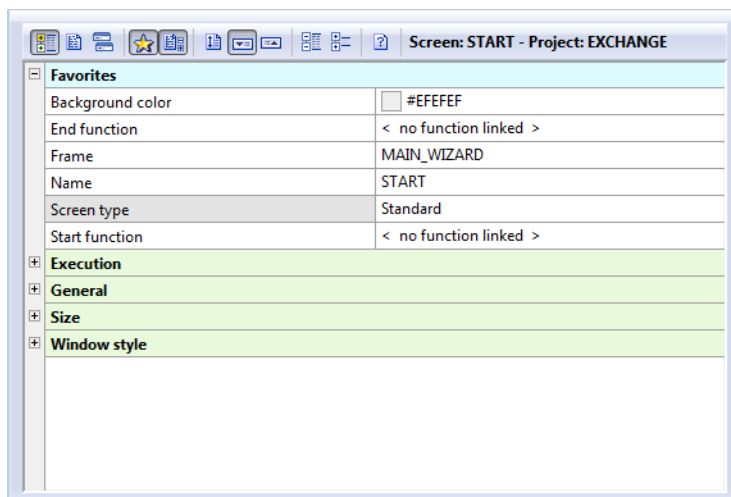 Screen: START - Project: EXCHANGE
Favorites
Background color #EFEFEF
End function < no function linked >
Frame MAIN_WIZARD
Name START
Screen type Standard
Start function < no function linked >
Execution
General
Size
Window style